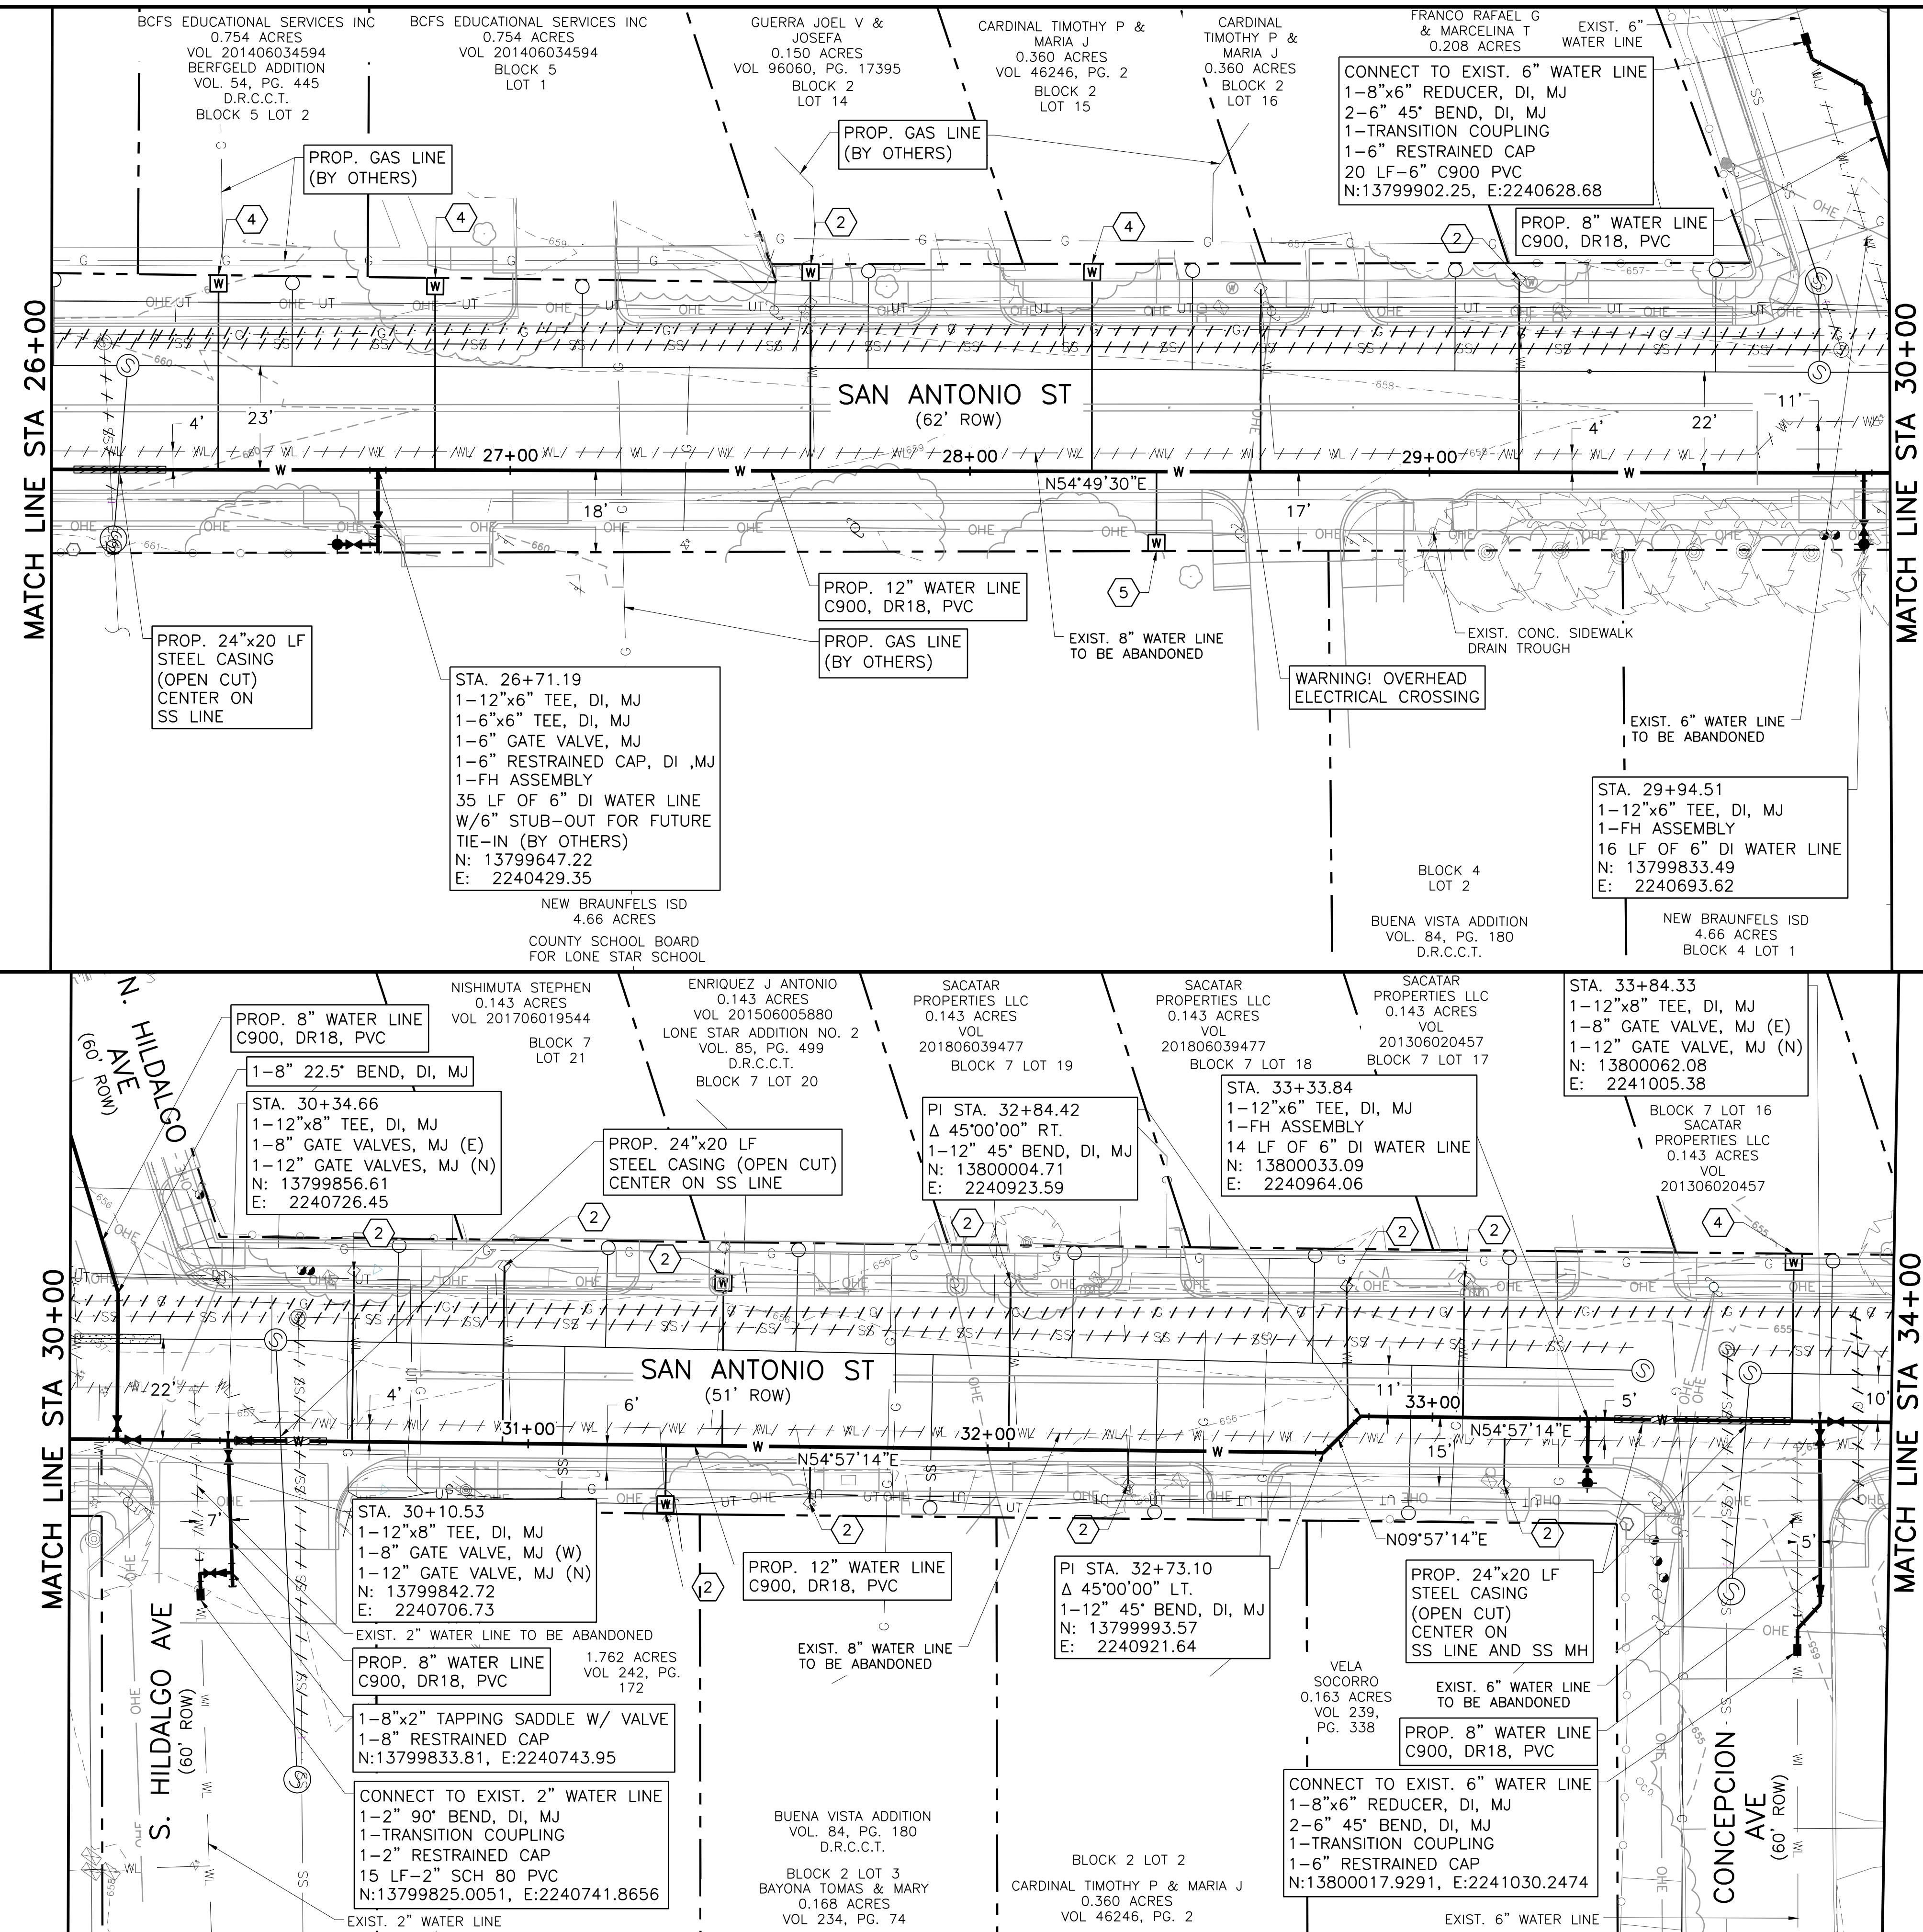 BCFS EDUCATIONAL SERVICES INC
0.754 ACRES
VOL 201406034594
BERFGELD ADDITION
VOL. 54, PG. 445
D.R.C.C.T.
BLOCK 5 LOT 2
BCFS EDUCATIONAL SERVICES INC
0.754 ACRES
VOL 201406034594
BLOCK 5
LOT 1
GUERRA JOEL V &
JOSEFA
0.150 ACRES
VOL 96060, PG. 17395
BLOCK 2
LOT 14
CARDINAL TIMOTHY P &
MARIA J
0.360 ACRES
VOL 46246, PG. 2
BLOCK 2
LOT 15
CARDINAL
TIMOTHY P &
MARIA J
0.360 ACRES
BLOCK 2
LOT 16
FRANCO RAFAEL G
& MARCELINA T
0.208 ACRES
EXIST. 6"
WATER LINE
CONNECT TO EXIST. 6" WATER LINE
1-8"x6" REDUCER, DI, MJ
2-6" 45° BEND, DI, MJ
1-TRANSITION COUPLING
1-6" RESTRAINED CAP
20 LF-6" C900 PVC
N:13799902.25, E:2240628.68
PROP. GAS LINE
(BY OTHERS)
PROP. GAS LINE
(BY OTHERS)
PROP. 8" WATER LINE
C900, DR18, PVC
4
4
2
4
2
MATCH LINE STA 26+00
MATCH LINE STA 30+00
SAN ANTONIO ST
(62' ROW)
4'
23'
22'
11'
4'
27+00
28+00
29+00
N54°49'30"E
18'
17'
5
PROP. 12" WATER LINE
C900, DR18, PVC
PROP. GAS LINE
(BY OTHERS)
EXIST. 8" WATER LINE
TO BE ABANDONED
EXIST. CONC. SIDEWALK
DRAIN TROUGH
WARNING! OVERHEAD
ELECTRICAL CROSSING
PROP. 24"x20 LF
STEEL CASING
(OPEN CUT)
CENTER ON
SS LINE
STA. 26+71.19
1-12"x6" TEE, DI, MJ
1-6"x6" TEE, DI, MJ
1-6" GATE VALVE, MJ
1-6" RESTRAINED CAP, DI ,MJ
1-FH ASSEMBLY
35 LF OF 6" DI WATER LINE
W/6" STUB-OUT FOR FUTURE
TIE-IN (BY OTHERS)
N: 13799647.22
E: 2240429.35
EXIST. 6" WATER LINE
TO BE ABANDONED
STA. 29+94.51
1-12"x6" TEE, DI, MJ
1-FH ASSEMBLY
16 LF OF 6" DI WATER LINE
N: 13799833.49
E: 2240693.62
NEW BRAUNFELS ISD
4.66 ACRES
COUNTY SCHOOL BOARD
FOR LONE STAR SCHOOL
BLOCK 4
LOT 2
BUENA VISTA ADDITION
VOL. 84, PG. 180
D.R.C.C.T.
NEW BRAUNFELS ISD
4.66 ACRES
BLOCK 4 LOT 1
N. HILDALGO
AVE
(60' ROW)
PROP. 8" WATER LINE
C900, DR18, PVC
1-8" 22.5° BEND, DI, MJ
STA. 30+34.66
1-12"x8" TEE, DI, MJ
1-8" GATE VALVES, MJ (E)
1-12" GATE VALVES, MJ (N)
N: 13799856.61
E: 2240726.45
NISHIMUTA STEPHEN
0.143 ACRES
VOL 201706019544
BLOCK 7
LOT 21
ENRIQUEZ J ANTONIO
0.143 ACRES
VOL 201506005880
LONE STAR ADDITION NO. 2
VOL. 85, PG. 499
D.R.C.C.T.
BLOCK 7 LOT 20
SACATAR
PROPERTIES LLC
0.143 ACRES
VOL
201806039477
BLOCK 7 LOT 19
SACATAR
PROPERTIES LLC
0.143 ACRES
VOL
201806039477
BLOCK 7 LOT 18
SACATAR
PROPERTIES LLC
0.143 ACRES
VOL
201306020457
BLOCK 7 LOT 17
STA. 33+84.33
1-12"x8" TEE, DI, MJ
1-8" GATE VALVE, MJ (E)
1-12" GATE VALVE, MJ (N)
N: 13800062.08
E: 2241005.38
BLOCK 7 LOT 16
SACATAR
PROPERTIES LLC
0.143 ACRES
VOL
201306020457
PROP. 24"x20 LF
STEEL CASING (OPEN CUT)
CENTER ON SS LINE
PI STA. 32+84.42
Δ 45°00'00" RT.
1-12" 45° BEND, DI, MJ
N: 13800004.71
E: 2240923.59
STA. 33+33.84
1-12"x6" TEE, DI, MJ
1-FH ASSEMBLY
14 LF OF 6" DI WATER LINE
N: 13800033.09
E: 2240964.06
2
2
2
2
2
2
4
MATCH LINE STA 30+00
MATCH LINE STA 34+00
SAN ANTONIO ST
(51' ROW)
22'
4'
6'
11'
5'
10'
31+00
32+00
33+00
N54°57'14"E
N54°57'14"E
15'
7'
5'
N09°57'14"E
2
2
2
2
STA. 30+10.53
1-12"x8" TEE, DI, MJ
1-8" GATE VALVE, MJ (W)
1-12" GATE VALVE, MJ (N)
N: 13799842.72
E: 2240706.73
PROP. 12" WATER LINE
C900, DR18, PVC
PI STA. 32+73.10
Δ 45°00'00" LT.
1-12" 45° BEND, DI, MJ
N: 13799993.57
E: 2240921.64
PROP. 24"x20 LF
STEEL CASING
(OPEN CUT)
CENTER ON
SS LINE AND SS MH
EXIST. 2" WATER LINE TO BE ABANDONED
PROP. 8" WATER LINE
C900, DR18, PVC
1.762 ACRES
VOL 242, PG.
172
EXIST. 8" WATER LINE
TO BE ABANDONED
VELA
SOCORRO
0.163 ACRES
VOL 239,
PG. 338
EXIST. 6" WATER LINE
TO BE ABANDONED
PROP. 8" WATER LINE
C900, DR18, PVC
1-8"x2" TAPPING SADDLE W/ VALVE
1-8" RESTRAINED CAP
N:13799833.81, E:2240743.95
CONNECT TO EXIST. 2" WATER LINE
1-2" 90° BEND, DI, MJ
1-TRANSITION COUPLING
1-2" RESTRAINED CAP
15 LF-2" SCH 80 PVC
N:13799825.0051, E:2240741.8656
EXIST. 2" WATER LINE
S. HILDALGO AVE
(60' ROW)
BUENA VISTA ADDITION
VOL. 84, PG. 180
D.R.C.C.T.
BLOCK 2 LOT 3
BAYONA TOMAS & MARY
0.168 ACRES
VOL 234, PG. 74
BLOCK 2 LOT 2
CARDINAL TIMOTHY P & MARIA J
0.360 ACRES
VOL 46246, PG. 2
CONNECT TO EXIST. 6" WATER LINE
1-8"x6" REDUCER, DI, MJ
2-6" 45° BEND, DI, MJ
1-TRANSITION COUPLING
1-6" RESTRAINED CAP
N:13800017.9291, E:2241030.2474
EXIST. 6" WATER LINE
CONCEPCION
AVE
(60' ROW)